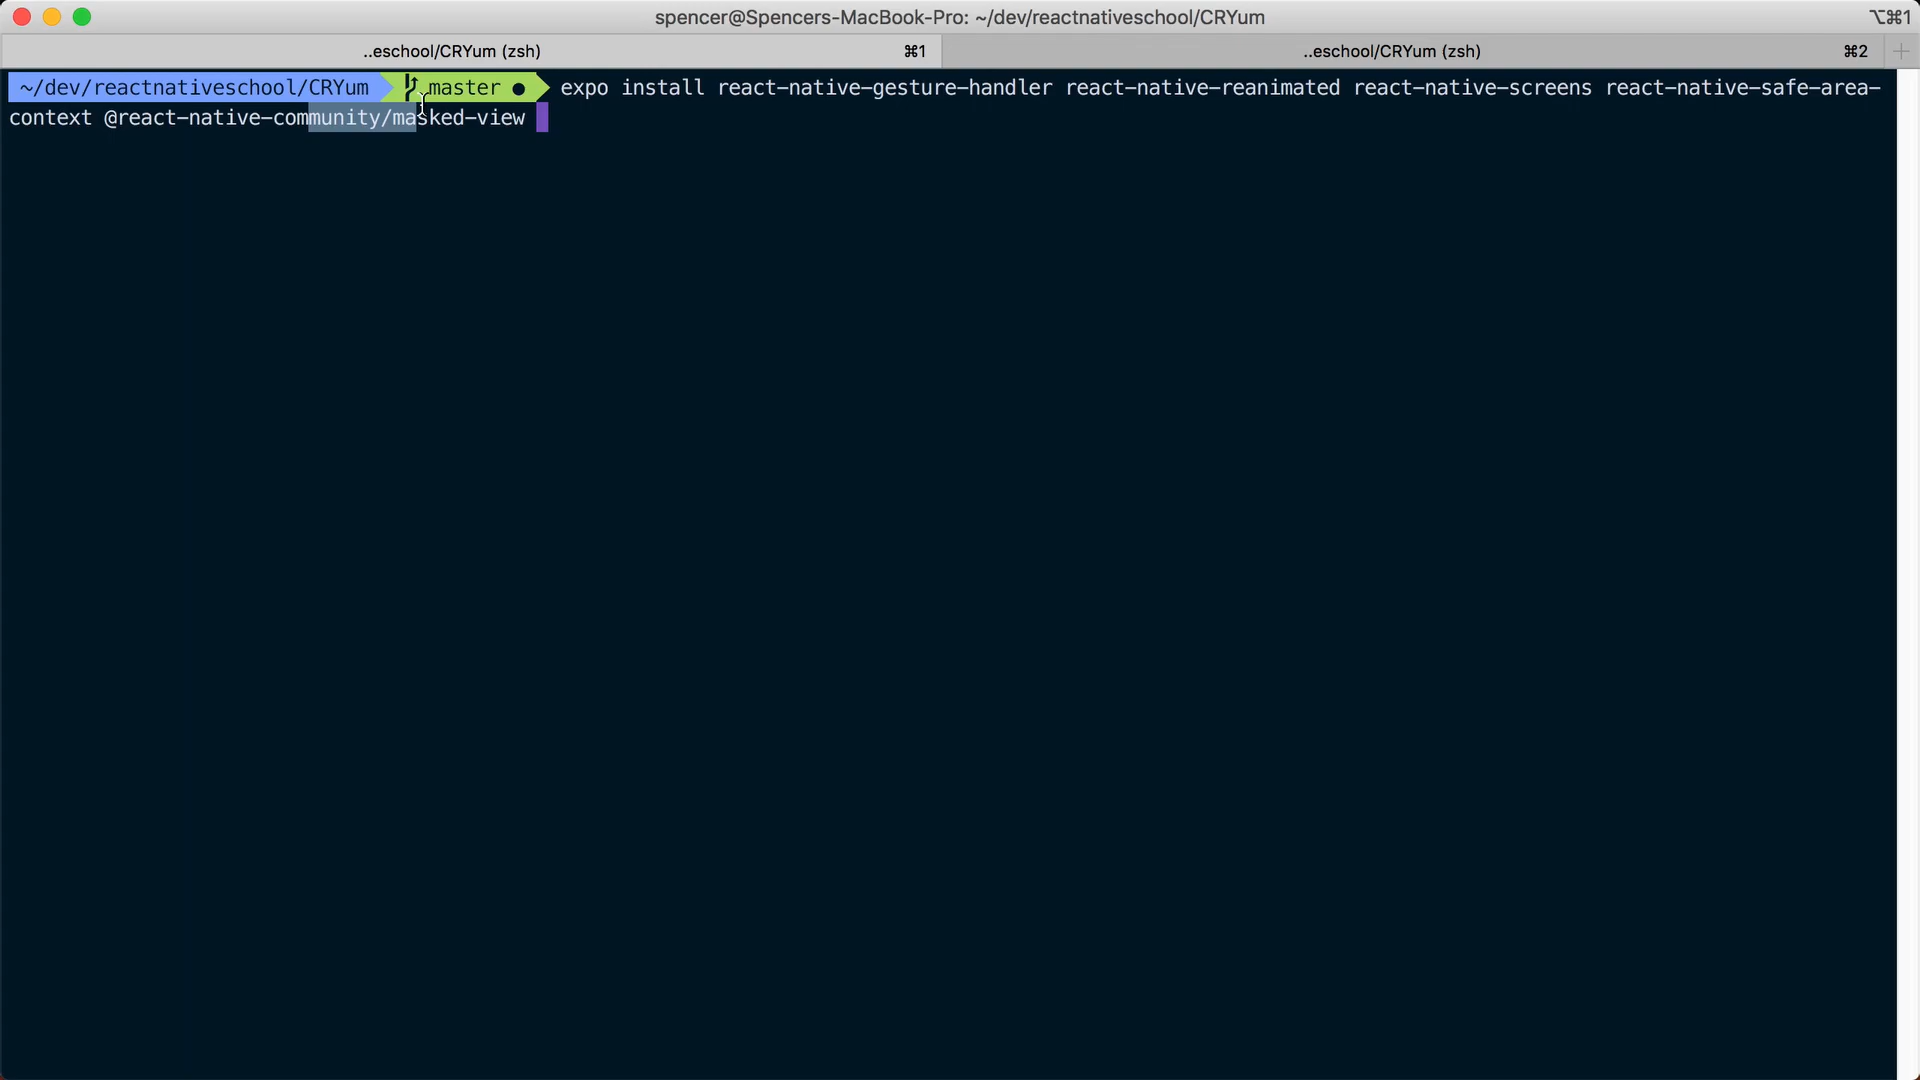 spencer@Spencers-MacBook-Pro: ~/dev/reactnativeschool/CRYum
⌥⌘1
..eschool/CRYum (zsh)
⌘1
..eschool/CRYum (zsh)
⌘2
~/dev/reactnativeschool/CRYum master ● expo install react-native-gesture-handler react-native-reanimated react-native-screens react-native-safe-area-
context @react-native-community/masked-view